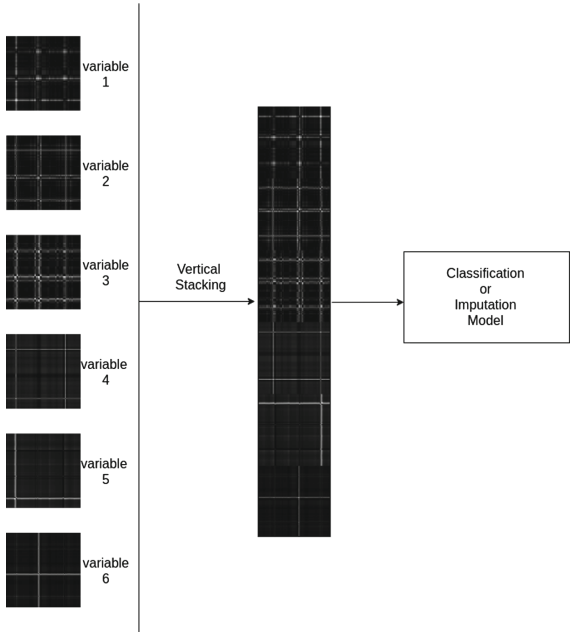 variable
1
variable
2
variable
3
variable
4
variable
5
variable
6
Vertical
Stacking
Classification
or
Imputation
Model